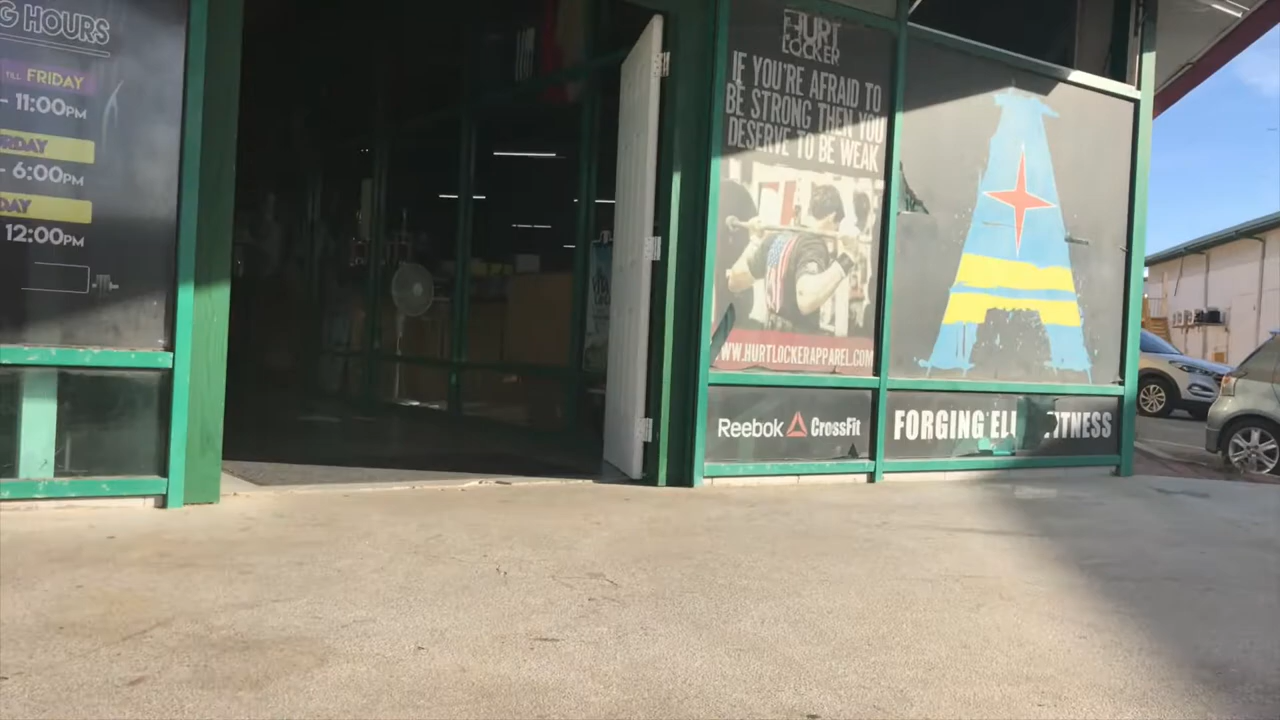 G HOURS
TILL FRIDAY
- 11:00PM
RDAY
- 6:00PM
DAY
12:00PM
HURT
LOCKER
IF YOU'RE AFRAID TO
BE STRONG THEN YOU
DESERVE TO BE WEAK
WWW.HURTLOCKERAPPAREL.COM
Reebok CrossFit
FORGING ELI ITNESS